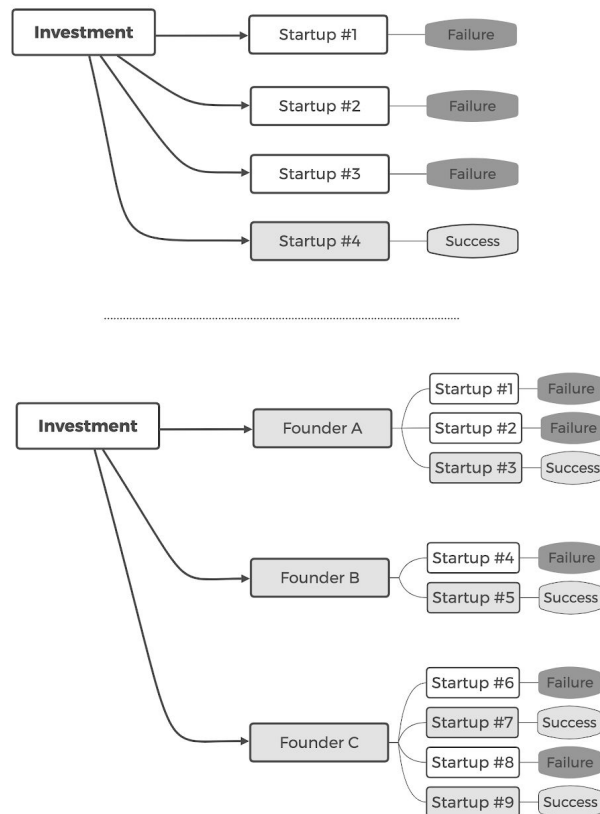 Investment
Startup #1
Failure
Startup #2
Failure
Startup #3
Failure
Startup #4
Success
Investment
Founder A
Startup #1
Failure
Startup #2
Failure
Startup #3
Success
Founder B
Startup #4
Failure
Startup #5
Success
Founder C
Startup #6
Failure
Startup #7
Success
Startup #8
Failure
Startup #9
Success